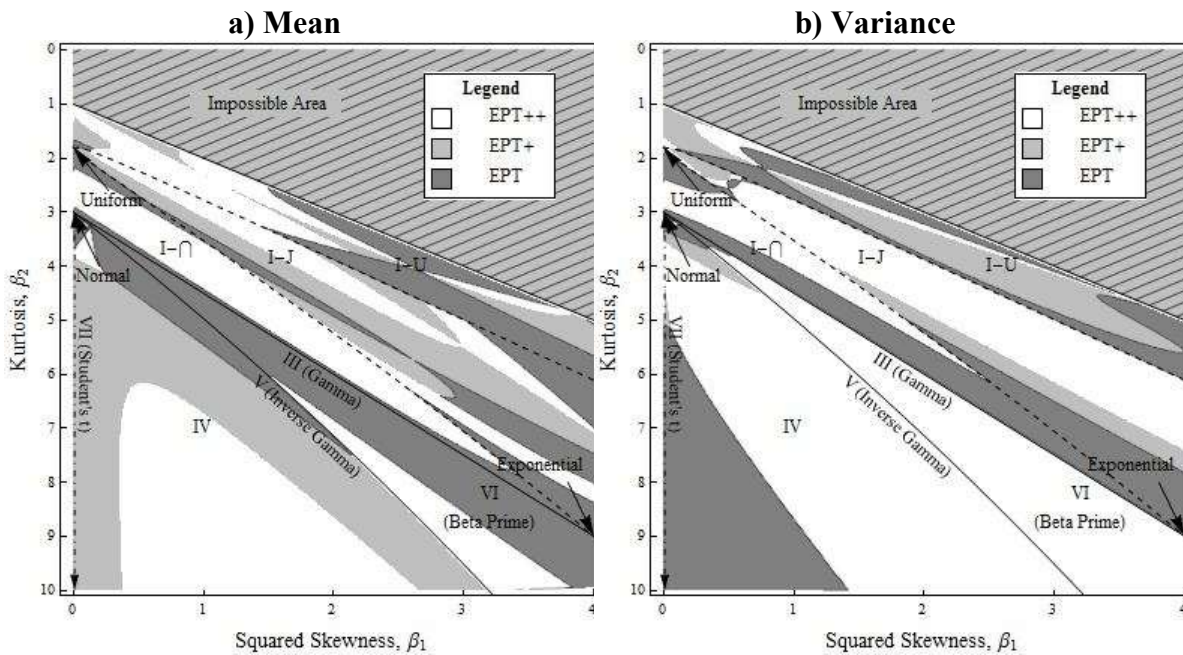 a) Mean
0
1
2
3
4
5
6
7
8
9
10
Kurtosis, β2
Impossible Area
Legend
EPT++
EPT+
EPT
Uniform
I−∩
I−J
I−U
Normal
VII (Student's t)
III (Gamma)
V (Inverse Gamma)
IV
Exponential
VI
(Beta Prime)
0
1
2
3
4
Squared Skewness, β1
b) Variance
0
1
2
3
4
5
6
7
8
9
10
Kurtosis, β2
Impossible Area
Legend
EPT++
EPT+
EPT
Uniform
I−∩
I−J
I−U
Normal
VII (Student's t)
III (Gamma)
V (Inverse Gamma)
IV
Exponential
VI
(Beta Prime)
0
1
2
3
4
Squared Skewness, β1